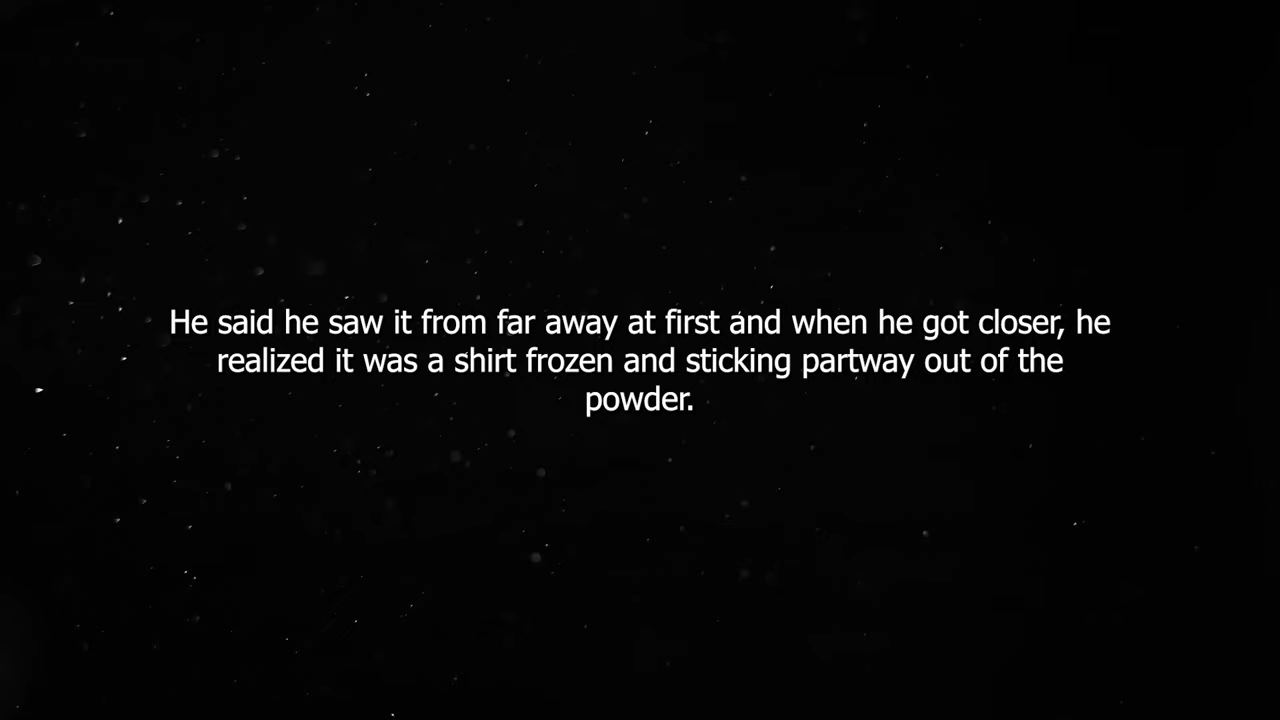 He said he saw it from far away at first and when he got closer, he
realized it was a shirt frozen and sticking partway out of the
powder.